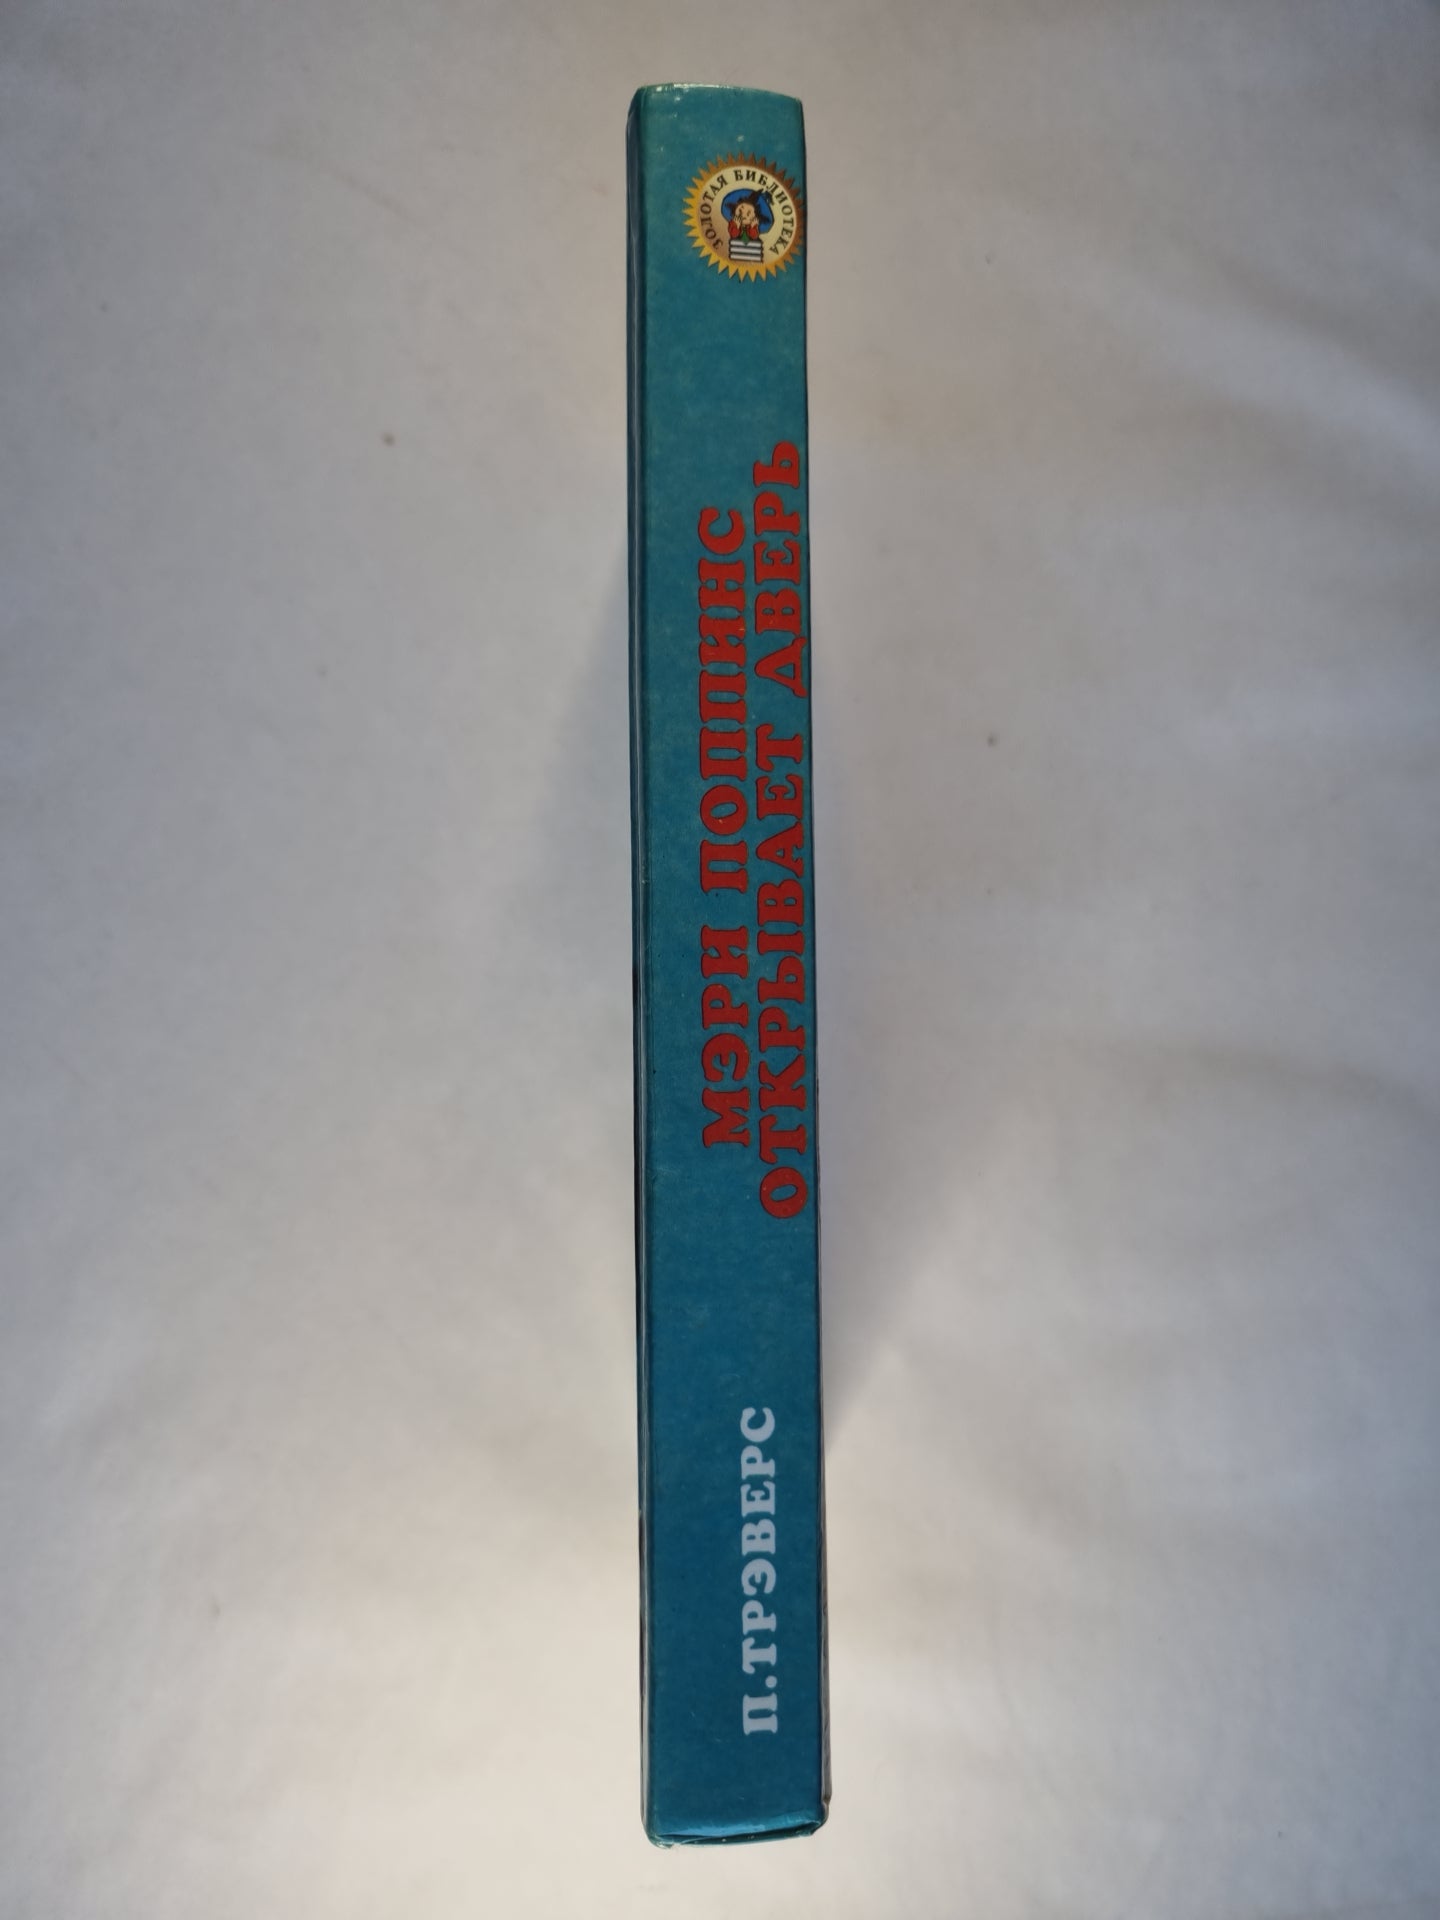 ЗОЛОТАЯ БИБЛИОТЕКА
МЭРИ ПОППИНС
ОТКРЫВАЕТ ДВЕРЬ
П.ТРЭВЕРС